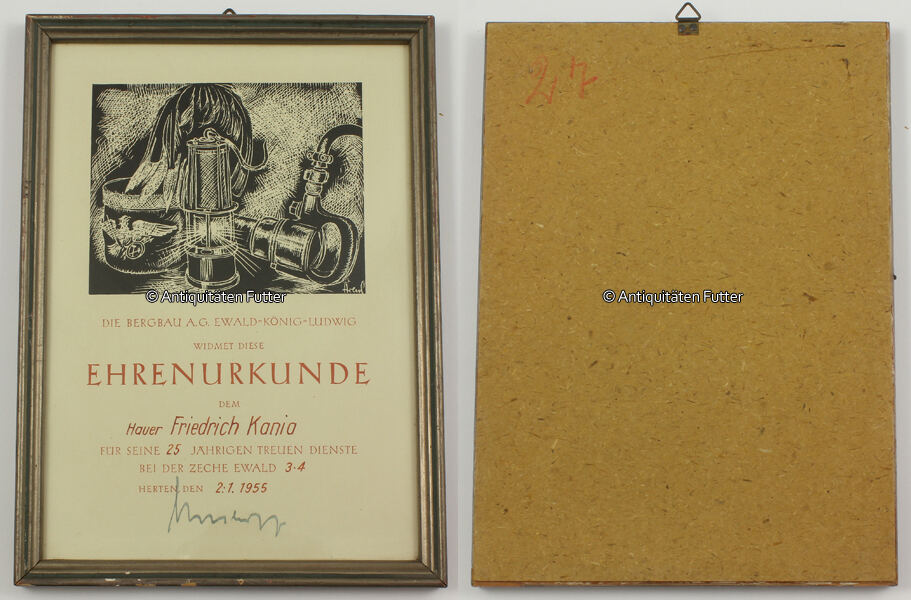 © Antiquitäten Futter
DIE BERGBAU A.G. EWALD-KÖNIG-LUDWIG
WIDMET DIESE
EHRENURKUNDE
DEM
Hauer Friedrich Kania
FÜR SEINE 25 JÄHRIGEN TREUEN DIENSTE
BEI DER ZECHE EWALD 3·4
HERTEN DEN 2·1. 1955
© Antiquitäten Futter